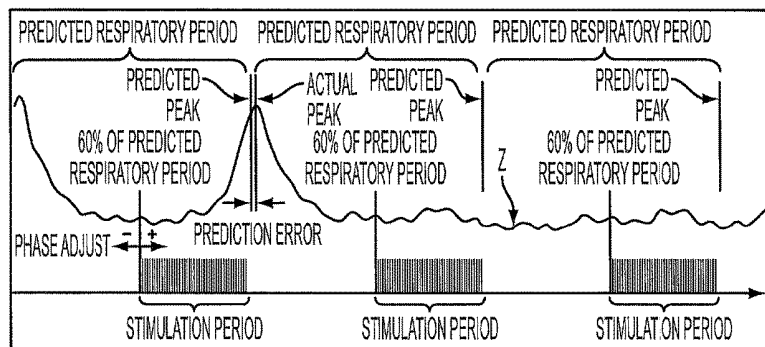 PREDICTED RESPIRATORY PERIOD
PREDICTED RESPIRATORY PERIOD
PREDICTED RESPIRATORY PERIOD
PREDICTED
PEAK
60% OF PREDICTED
RESPIRATORY PERIOD
ACTUAL
PEAK
PREDICTED
PEAK
60% OF PREDICTED
RESPIRATORY PERIOD
Z
PREDICTED
PEAK
60% OF PREDICTED
RESPIRATORY PERIOD
PHASE ADJUST
- +
PREDICTION ERROR
STIMULATION PERIOD
STIMULATION PERIOD
STIMULATION PERIOD